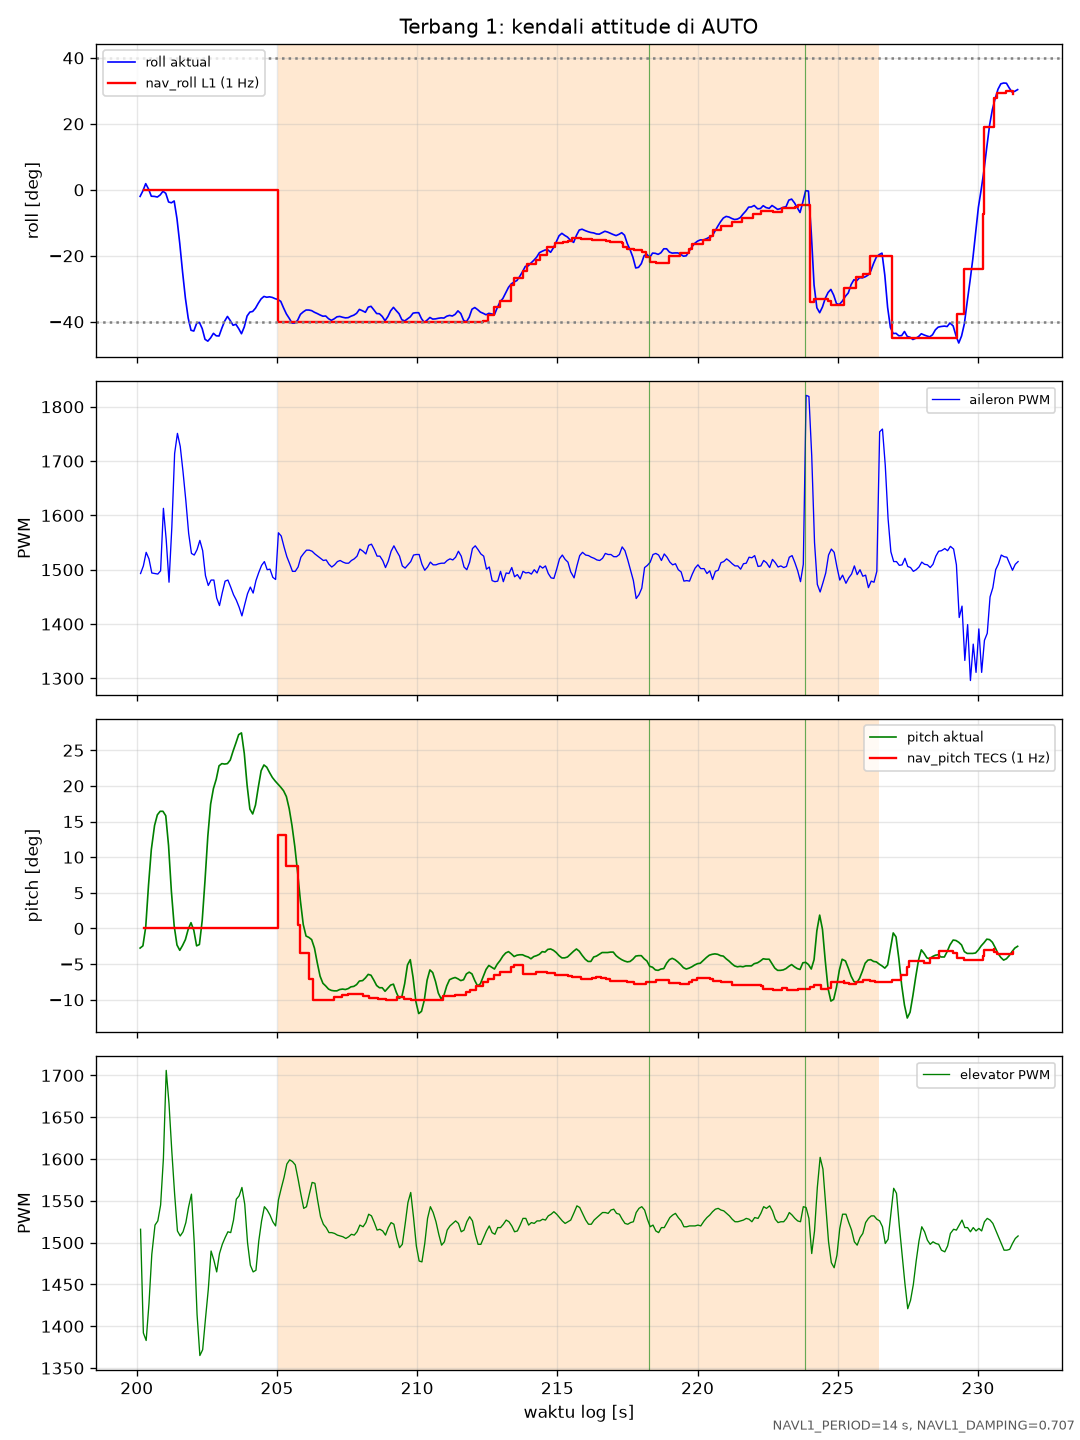 Terbang 1: kendali attitude di AUTO
40
20
0
−20
−40
roll [deg]
roll aktual
nav_roll L1 (1 Hz)
1800
1700
1600
1500
1400
1300
PWM
aileron PWM
25
20
15
10
5
0
−5
−10
pitch [deg]
pitch aktual
nav_pitch TECS (1 Hz)
1700
1650
1600
1550
1500
1450
1400
1350
PWM
elevator PWM
200 205 210 215 220 225 230
waktu log [s]
NAVL1_PERIOD=14 s, NAVL1_DAMPING=0.707